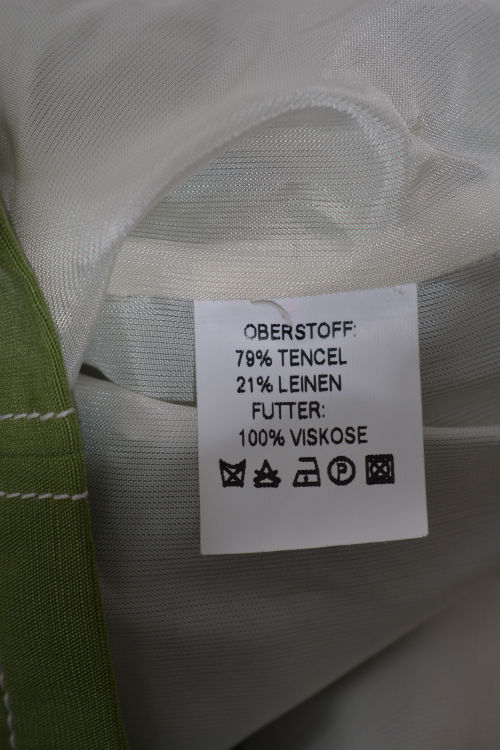 OBERSTOFF:
79% TENCEL
21% LEINEN
FUTTER:
100% VISKOSE
P